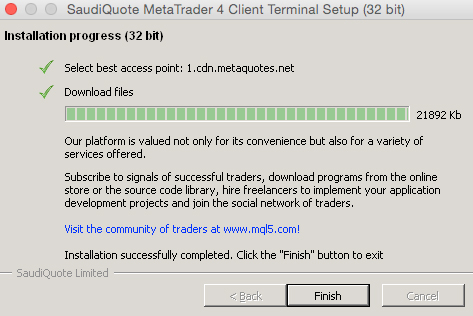 SaudiQuote MetaTrader 4 Client Terminal Setup (32 bit)
Installation progress (32 bit)
Select best access point: 1.cdn.metaquotes.net
Download files
21892 Kb
Our platform is valued not only for its convenience but also for a variety of
services offered.
Subscribe to signals of successful traders, download programs from the online
store or the source code library, hire freelancers to implement your application
development projects and join the social network of traders.
Visit the community of traders at www.mql5.com!
Installation successfully completed. Click the "Finish" button to exit
SaudiQuote Limited
< Back
Finish
Cancel